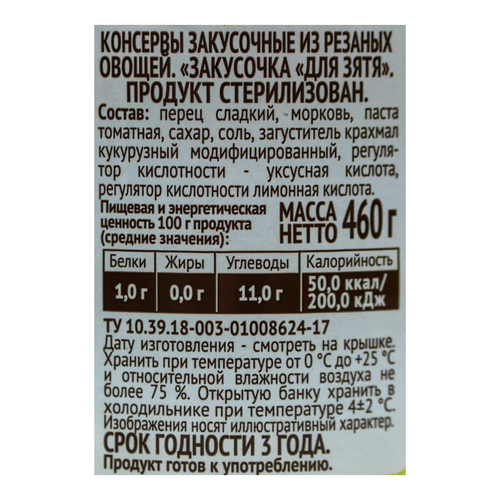 КОНСЕРВЫ ЗАКУСОЧНЫЕ ИЗ РЕЗАНЫХ
ОВОЩЕЙ. «ЗАКУСОЧКА «ДЛЯ ЗЯТЯ».
ПРОДУКТ СТЕРИЛИЗОВАН.
Состав: перец сладкий, морковь, паста
томатная, сахар, соль, загуститель крахмал
кукурузный модифицированный, регуля-
тор кислотности - уксусная кислота,
регулятор кислотности лимонная кислота.
Пищевая и энергетическая
ценность 100 г продукта
(средние значения):
МАССА
НЕТТО 460 г
Белки Жиры Углеводы Калорийность
1,0 г 0,0 г 11,0 г 50,0 ккал/
200,0 кДж
ТУ 10.39.18-003-01008624-17
Дата изготовления - смотреть на крышке.
Хранить при температуре от 0 °С до +25 °С
и относительной влажности воздуха не
более 75 %. Открытую банку хранить в
холодильнике при температуре 4±2 °С.
Изображения носят иллюстративный характер.
СРОК ГОДНОСТИ 3 ГОДА.
Продукт готов к употреблению.